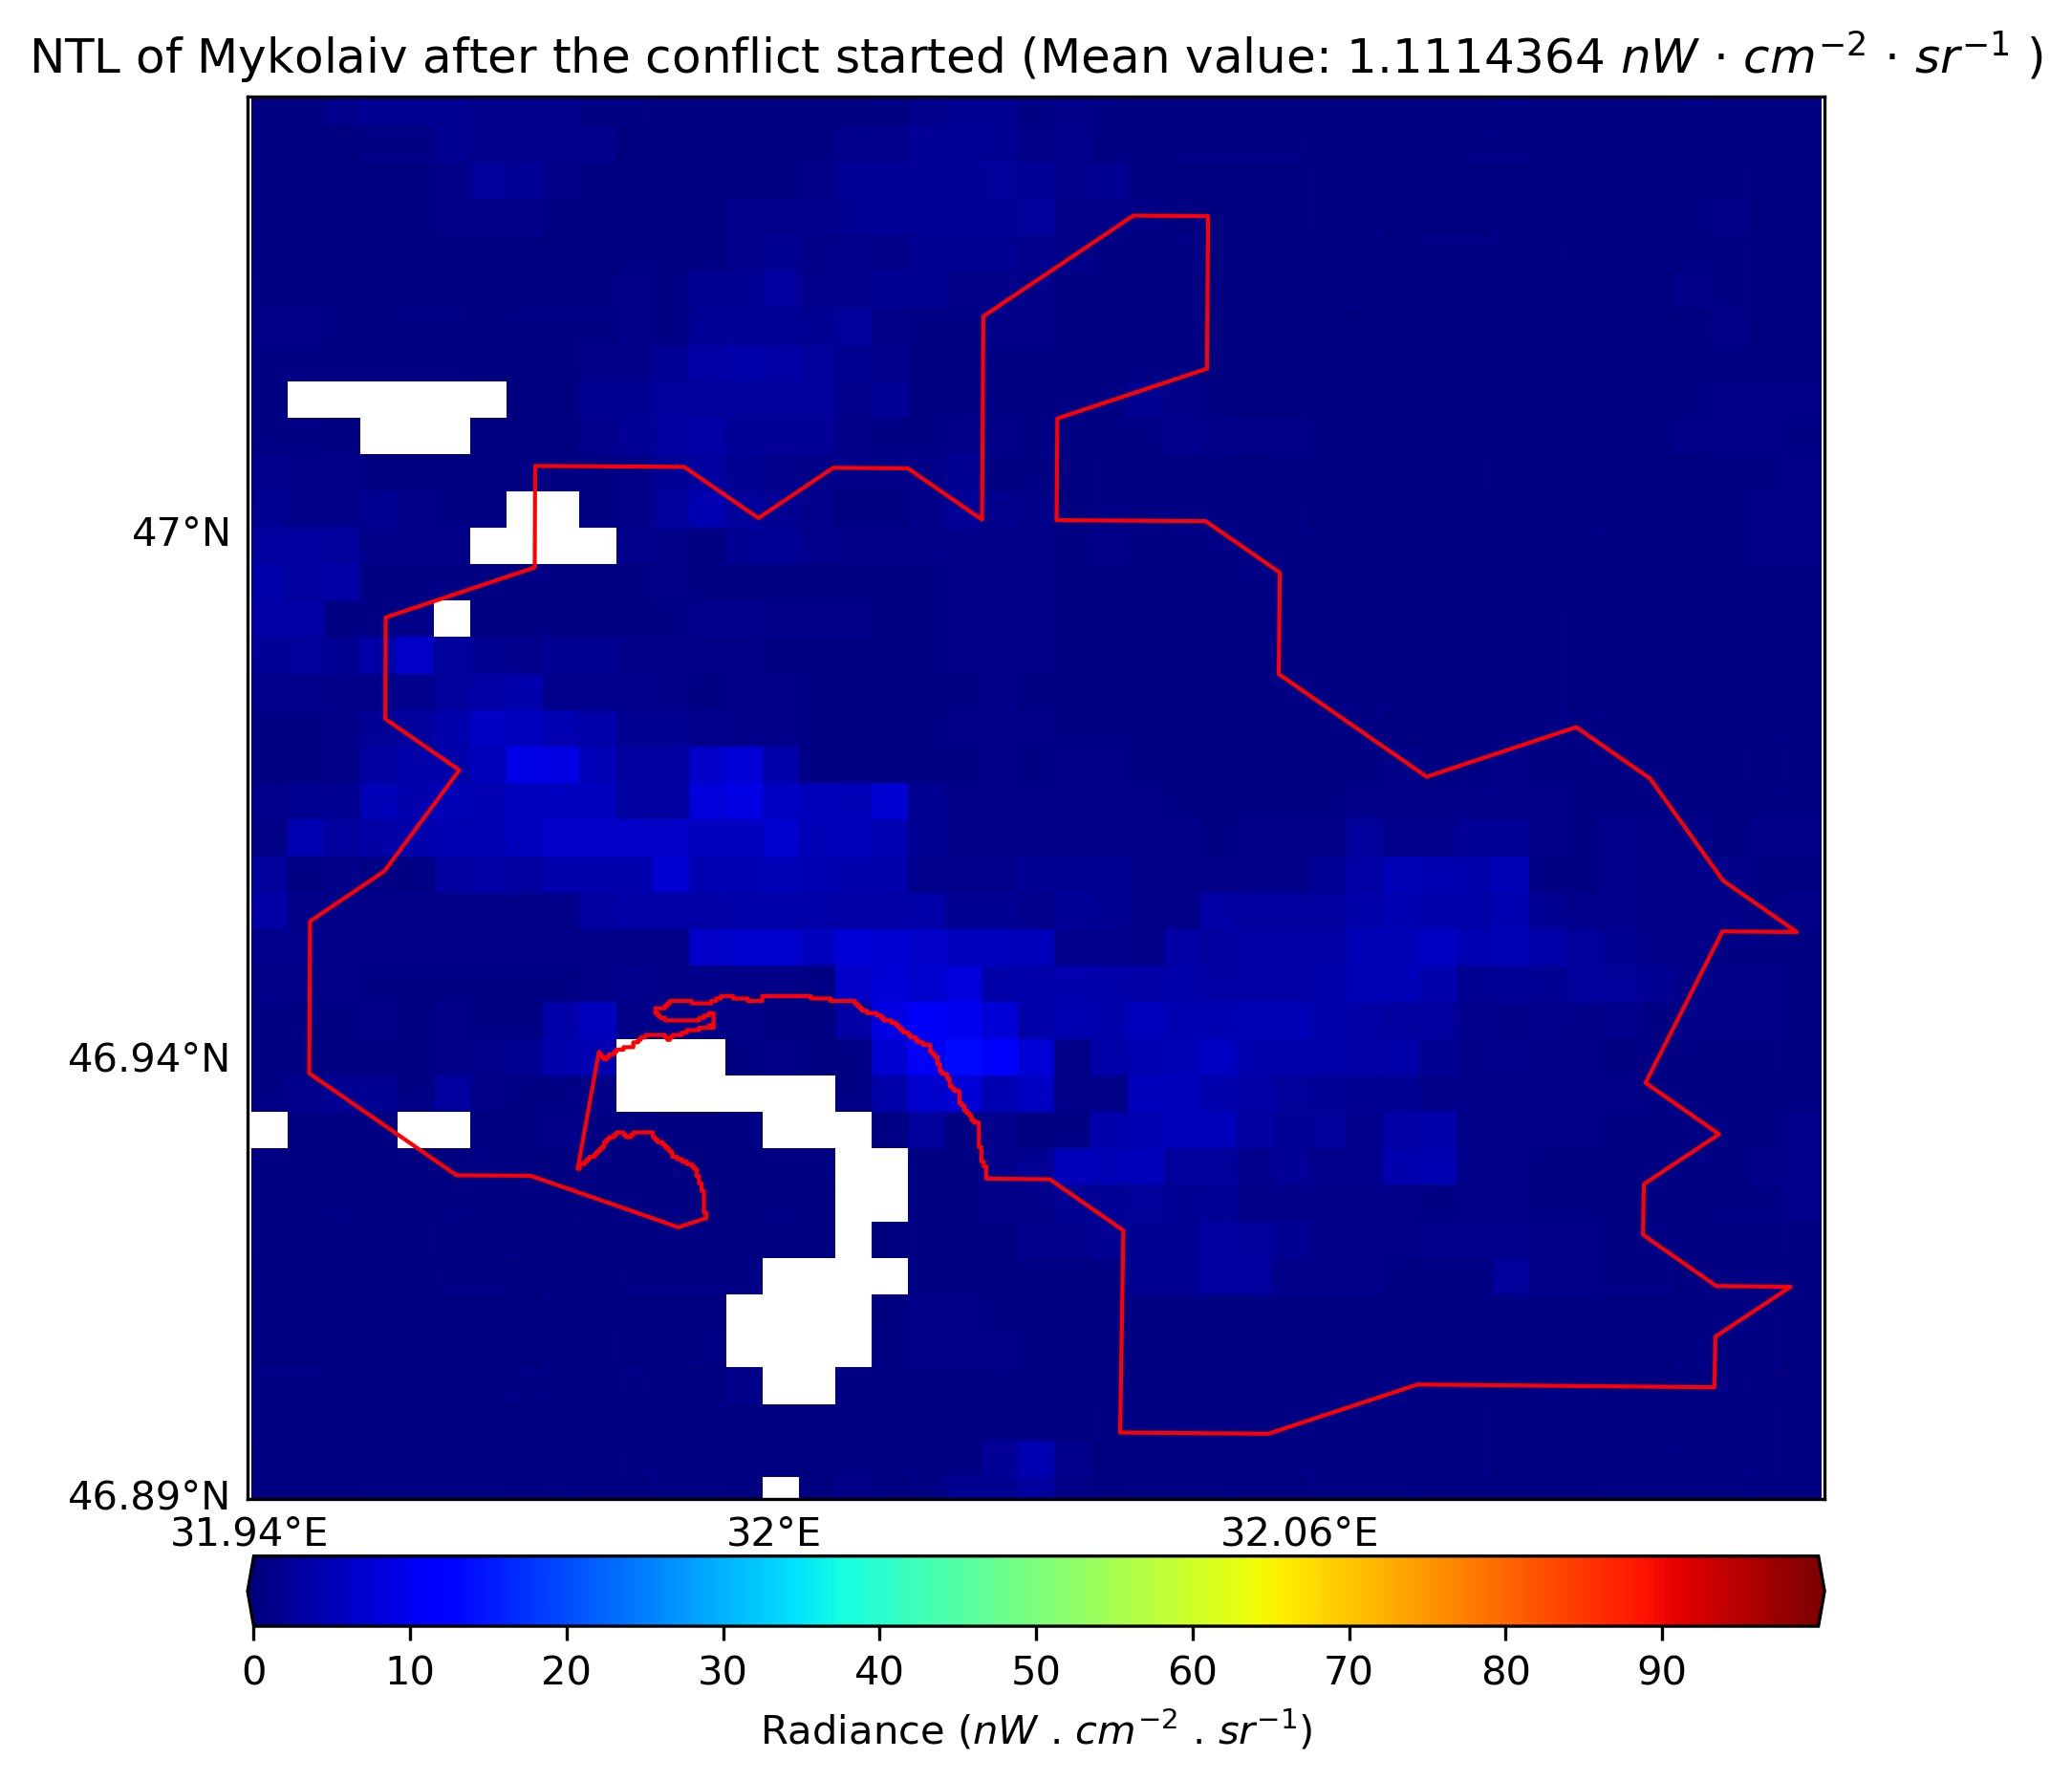 NTL of Mykolaiv after the conflict started (Mean value: 1.1114364 nW · cm⁻² · sr⁻¹ )
47°N
46.94°N
46.89°N
31.94°E 32°E 32.06°E
0 10 20 30 40 50 60 70 80 90
Radiance (nW . cm⁻² . sr⁻¹)